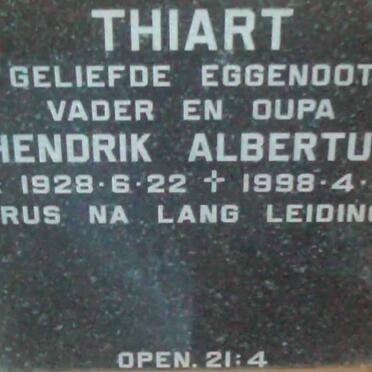 THIART
GELIEFDE EGGENOOT
VADER EN OUPA
HENDRIK ALBERTU
1928·6·22 ✝ 1998·4·
RUS NA LANG LEIDING
OPEN. 21:4